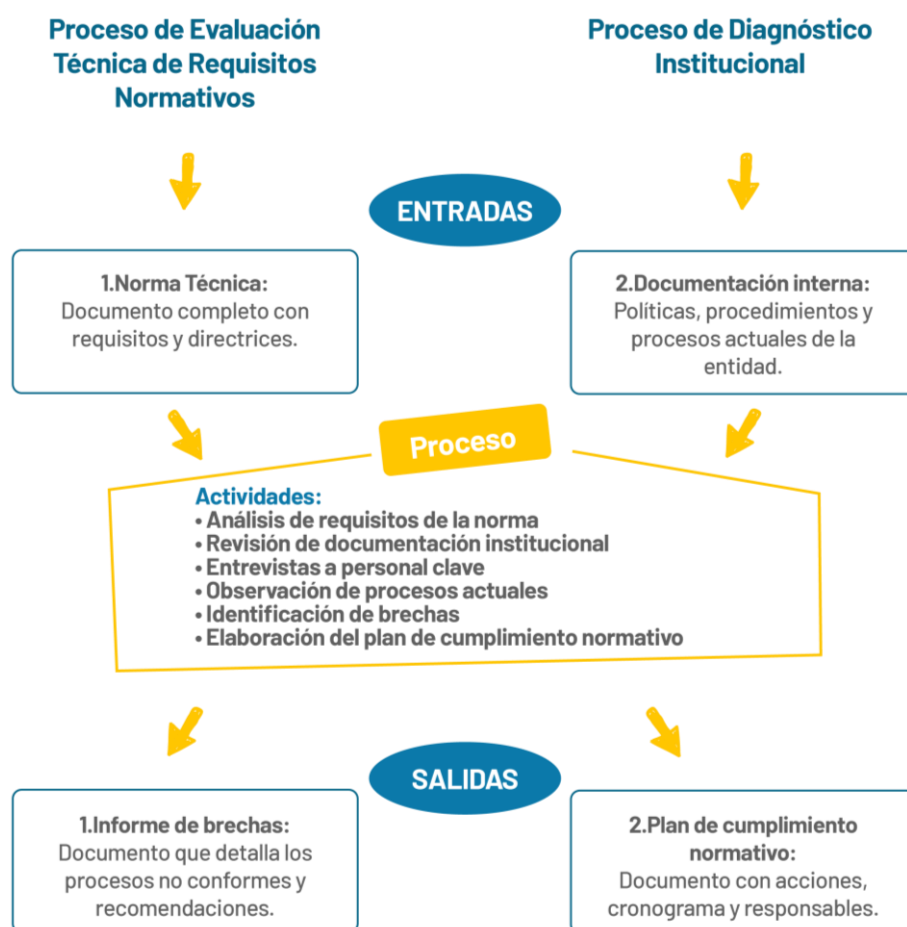 Proceso de Evaluación
Técnica de Requisitos
Normativos
Proceso de Diagnóstico
Institucional
ENTRADAS
1.Norma Técnica:
Documento completo con
requisitos y directrices.
2.Documentación interna:
Políticas, procedimientos y
procesos actuales de la
entidad.
Proceso
Actividades:
• Análisis de requisitos de la norma
• Revisión de documentación institucional
• Entrevistas a personal clave
• Observación de procesos actuales
• Identificación de brechas
• Elaboración del plan de cumplimiento normativo
SALIDAS
1.Informe de brechas:
Documento que detalla los
procesos no conformes y
recomendaciones.
2.Plan de cumplimiento
normativo:
Documento con acciones,
cronograma y responsables.